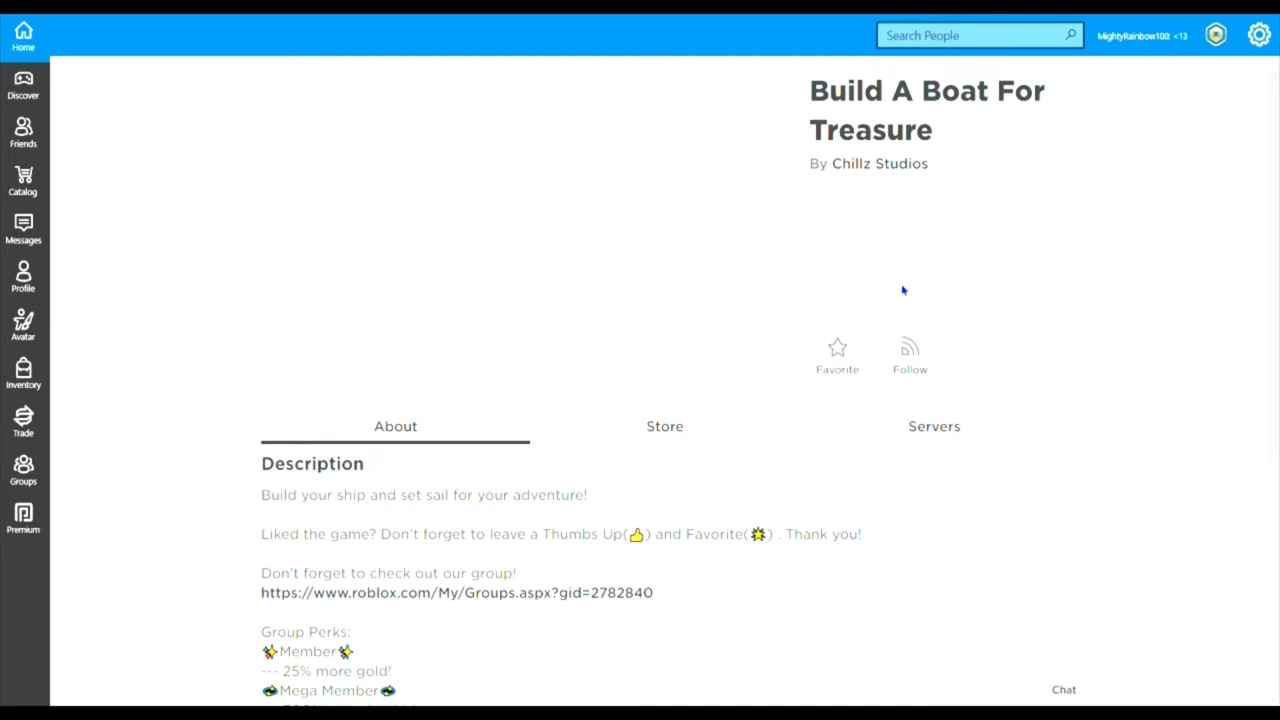 Home
Search People
MightyRainbow100: <13
Discover
Friends
Catalog
Messages
Profile
Avatar
Inventory
Trade
Groups
Premium
Build A Boat For
Treasure
By Chillz Studios
Favorite
Follow
About
Store
Servers
Description
Build your ship and set sail for your adventure!
Liked the game? Don't forget to leave a Thumbs Up(👍) and Favorite(🌟) . Thank you!
Don't forget to check out our group!
https://www.roblox.com/My/Groups.aspx?gid=2782840
Group Perks:
✨Member✨
--- 25% more gold!
Mega Member
Chat